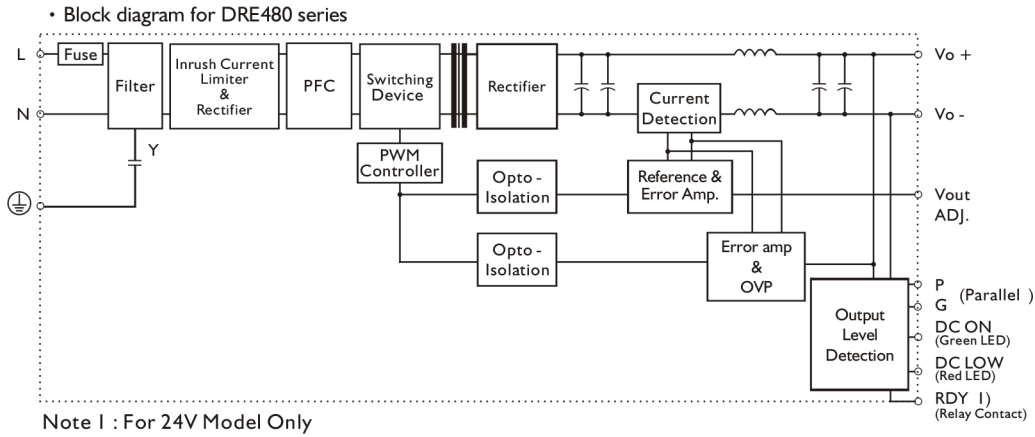 • Block diagram for DRE480 series
L
Fuse
Filter
Inrush Current
Limiter
&
Rectifier
PFC
Switching
Device
Rectifier
Vo +
N
Current
Detection
Vo -
Y
PWM
Controller
Opto -
Isolation
Reference &
Error Amp.
Vout
ADJ.
Opto -
Isolation
Error amp
&
OVP
Output
Level
Detection
P
G
(Parallel )
DC ON
(Green LED)
DC LOW
(Red LED)
RDY 1)
(Relay Contact)
Note 1 : For 24V Model Only